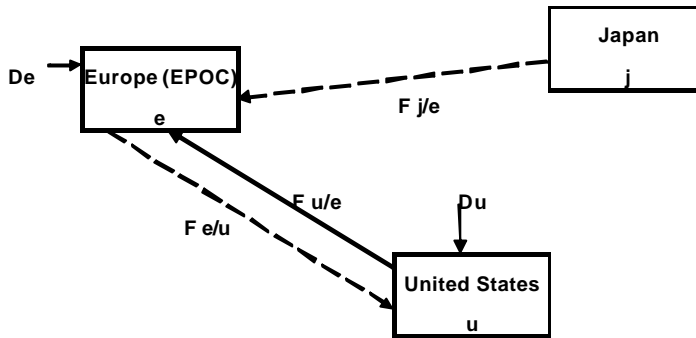 Japan
j
De
Europe (EPOC)
e
F j/e
F u/e
F e/u
Du
United States
u